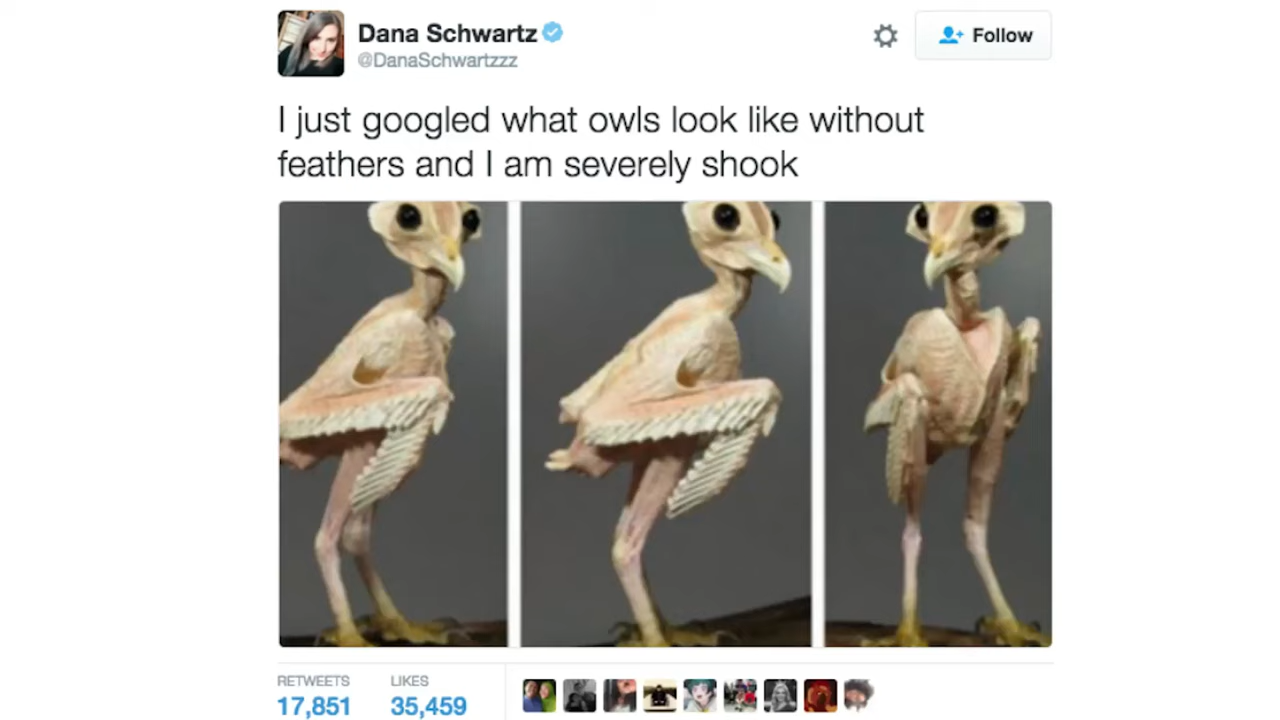 Dana Schwartz
@DanaSchwartzzz
Follow
I just googled what owls look like without
feathers and I am severely shook
RETWEETS
17,851
LIKES
35,459